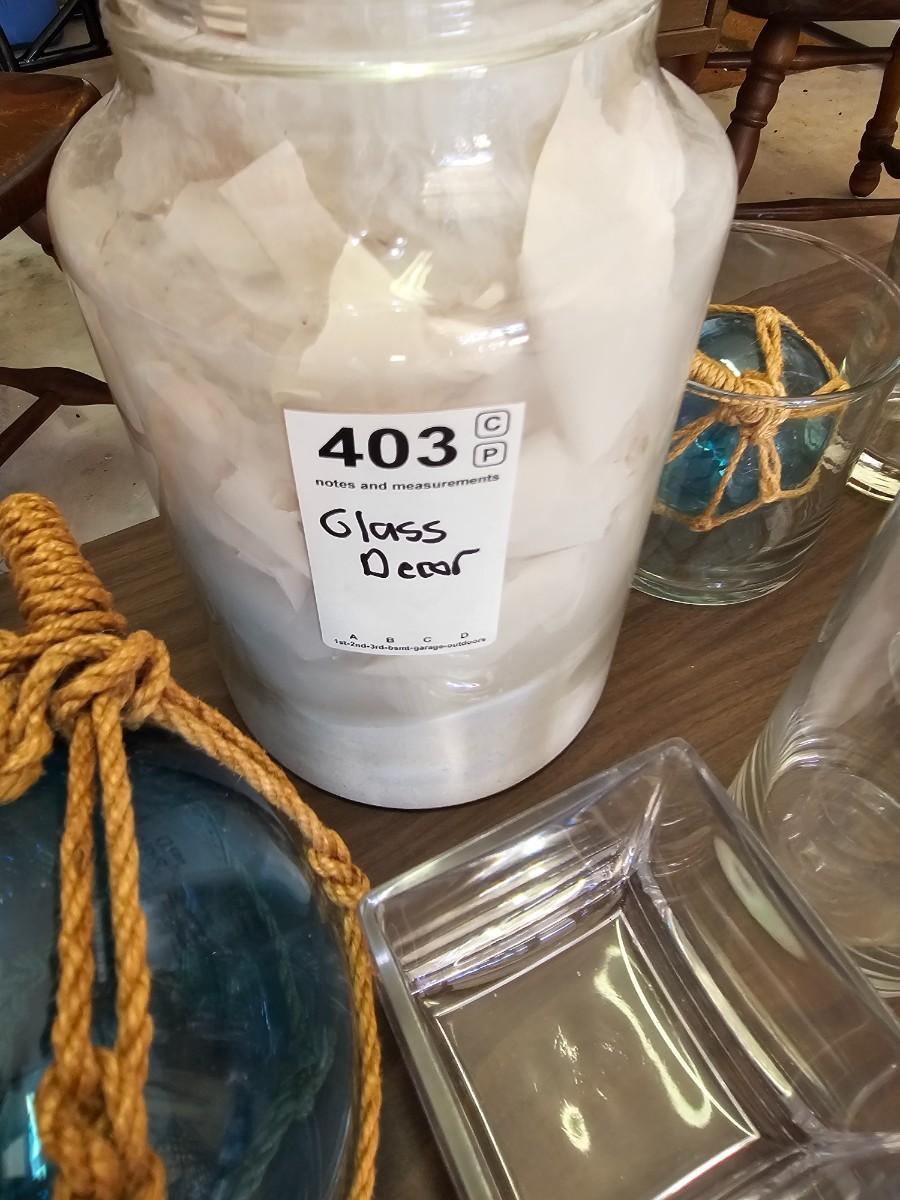 403 C
P
notes and measurements
Glass
Decor
A B C D
1st-2nd-3rd-bsmt-garage-outdoors